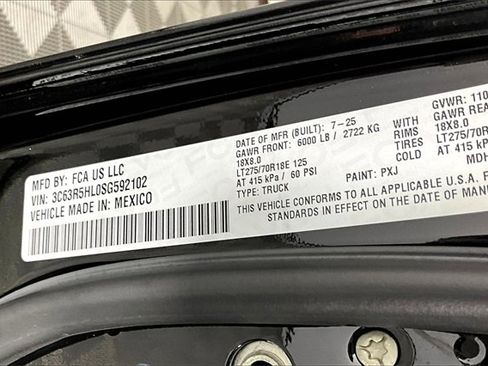 MFD BY: FCA US LLC
VIN: 3C63R5HL0SG592102
VEHICLE MADE IN: MEXICO
DATE OF MFR (BUILT): 7-25
GAWR FRONT: 6000 LB / 2722 KG WITH
18X8.0 RIMS
LT275/70R18E 125 TIRES
AT 415 kPa / 60 PSI AT
TYPE: TRUCK PAINT: PXJ
THIS VEHICLE CONFORMS TO ALL APPLICABLE U.S.A.
STANDARDS IN EFFECT ON THE DATE OF MANUFA
GVWR: 110
GAWR REA
18X8.0
LT275/70R
415 kPa
MDH